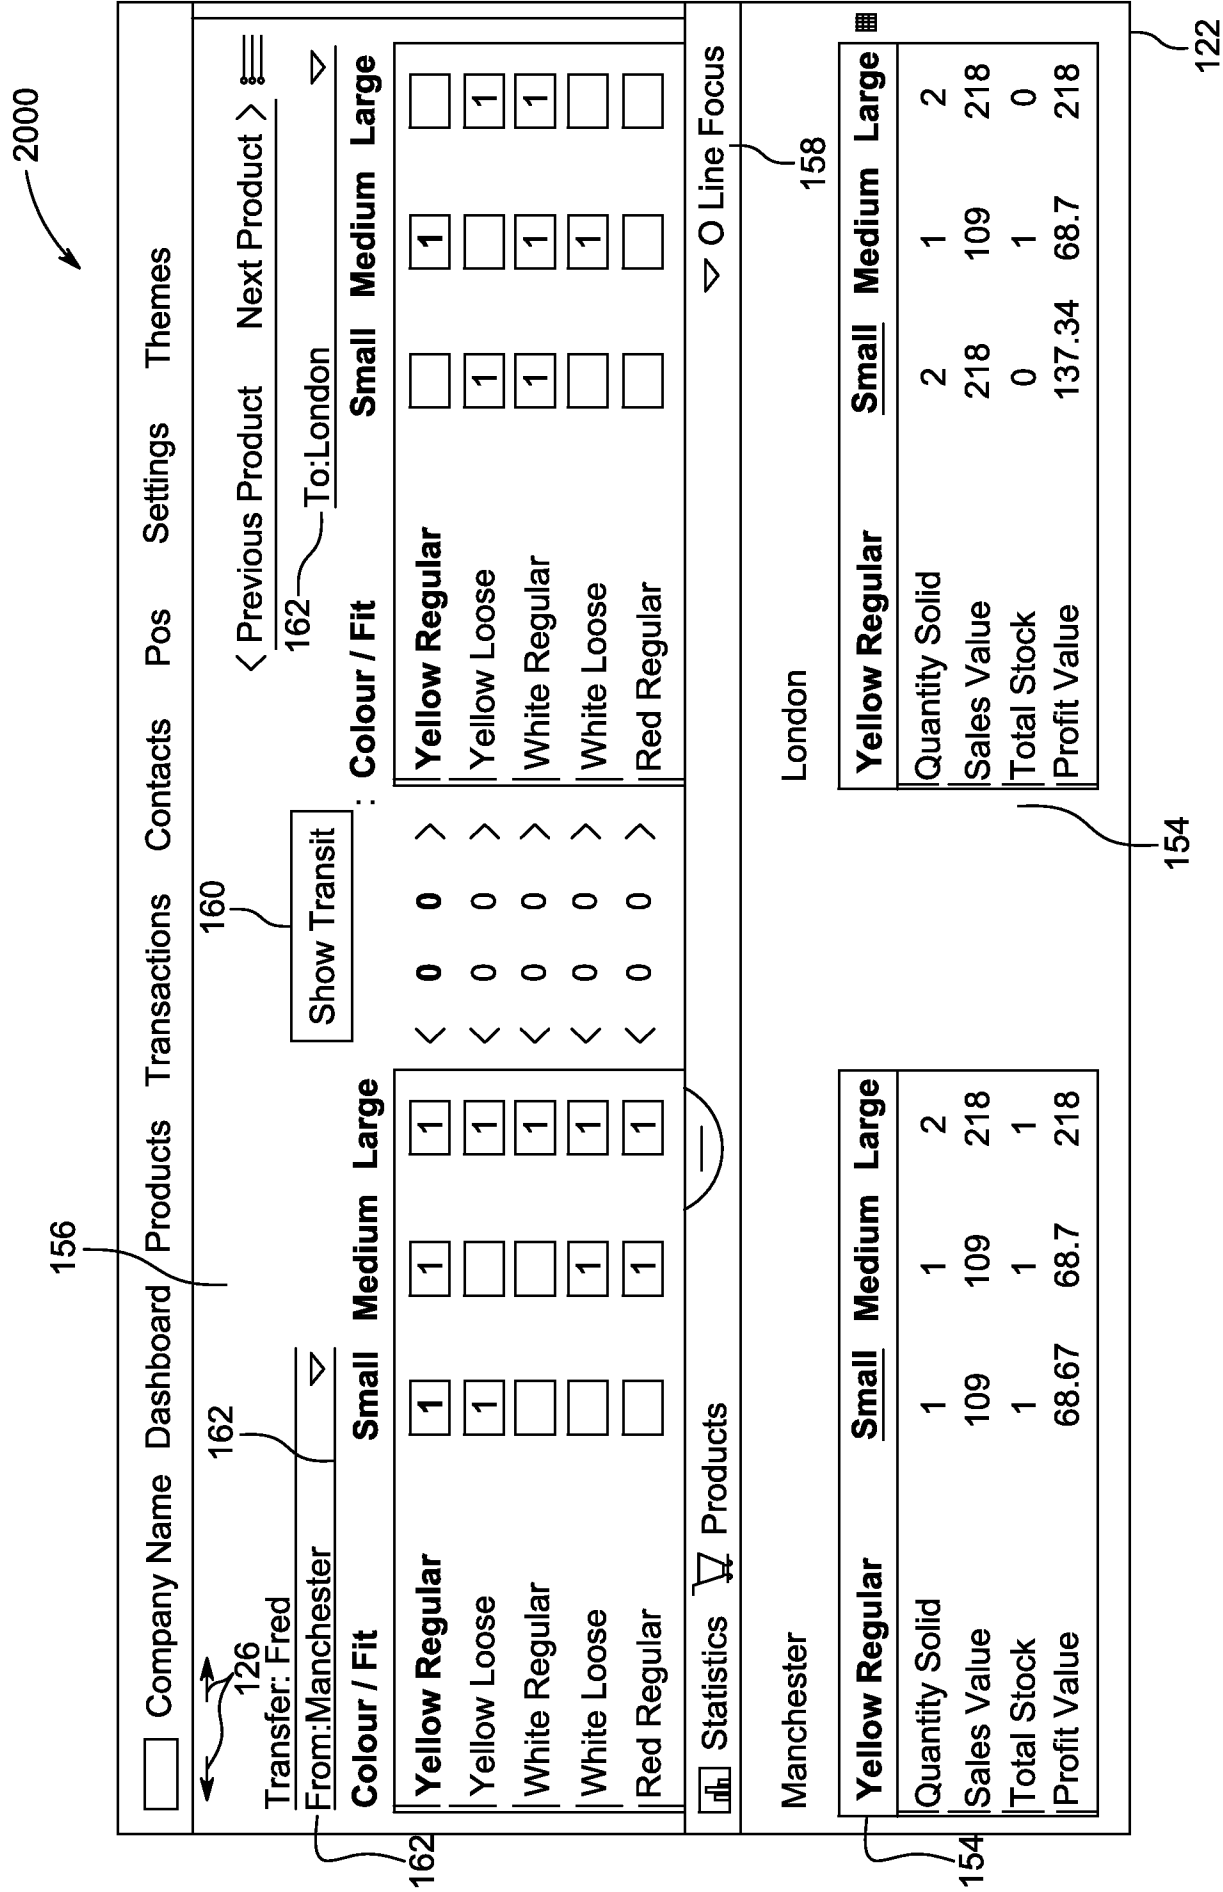 2000
Company Name Dashboard Products Transactions Contacts Pos Settings Themes
156
126
162
160
Transfer: Fred
< Previous Product Next Product >
From:Manchester
Show Transit
162
To:London
162
Colour / Fit Small Medium Large : Colour / Fit Small Medium Large
Yellow Regular 1 1 1 < 0 0 > Yellow Regular 1
Yellow Loose 1 1 < 0 0 > Yellow Loose 1 1
White Regular 1 < 0 0 > White Regular 1 1 1
White Loose 1 1 < 0 0 > White Loose 1
Red Regular 1 1 < 0 0 > Red Regular
Statistics Products
O Line Focus
158
Manchester London
Yellow Regular Small Medium Large Yellow Regular Small Medium Large
Quantity Solid 1 1 2 Quantity Solid 2 1 2
Sales Value 109 109 218 Sales Value 218 109 218
Total Stock 1 1 1 Total Stock 0 1 0
Profit Value 68.67 68.7 218 Profit Value 137.34 68.7 218
154
154
122